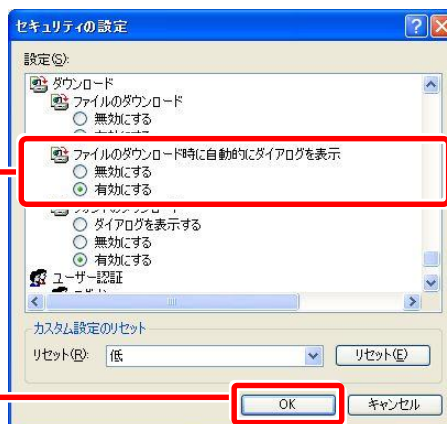 セキュリティの設定
設定(S):
ダウンロード
ファイルのダウンロード
無効にする
ファイルのダウンロード時に自動的にダイアログを表示
無効にする
有効にする
ダイアログを表示する
無効にする
有効にする
ユーザー認証
カスタム設定のリセット
リセット(R): 低 リセット(E)
OK キャンセル